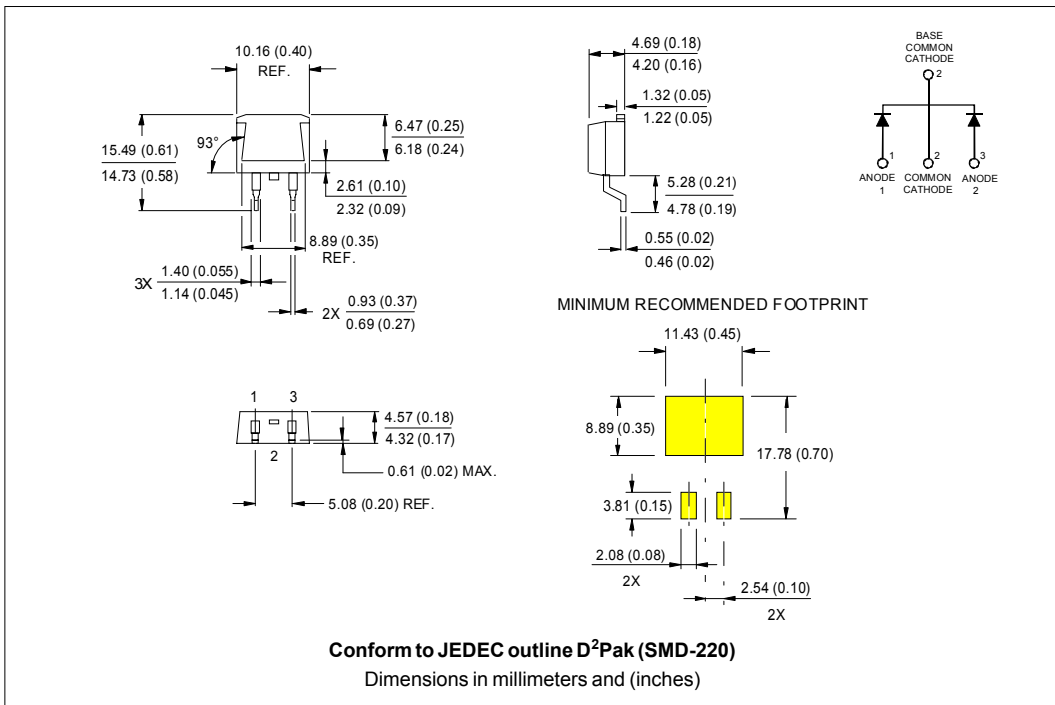 10.16 (0.40)
REF.
15.49 (0.61)
14.73 (0.58)
93°
6.47 (0.25)
6.18 (0.24)
2.61 (0.10)
2.32 (0.09)
8.89 (0.35)
REF.
3X
1.40 (0.055)
1.14 (0.045)
2X
0.93 (0.37)
0.69 (0.27)
4.69 (0.18)
4.20 (0.16)
1.32 (0.05)
1.22 (0.05)
5.28 (0.21)
4.78 (0.19)
0.55 (0.02)
0.46 (0.02)
BASE
COMMON
CATHODE
2
1
2
3
ANODE
1
COMMON
CATHODE
ANODE
2
1
3
2
4.57 (0.18)
4.32 (0.17)
0.61 (0.02) MAX.
5.08 (0.20) REF.
MINIMUM RECOMMENDED FOOTPRINT
11.43 (0.45)
8.89 (0.35)
17.78 (0.70)
3.81 (0.15)
2.08 (0.08)
2X
2.54 (0.10)
2X
Conform to JEDEC outline D²Pak (SMD-220)
Dimensions in millimeters and (inches)